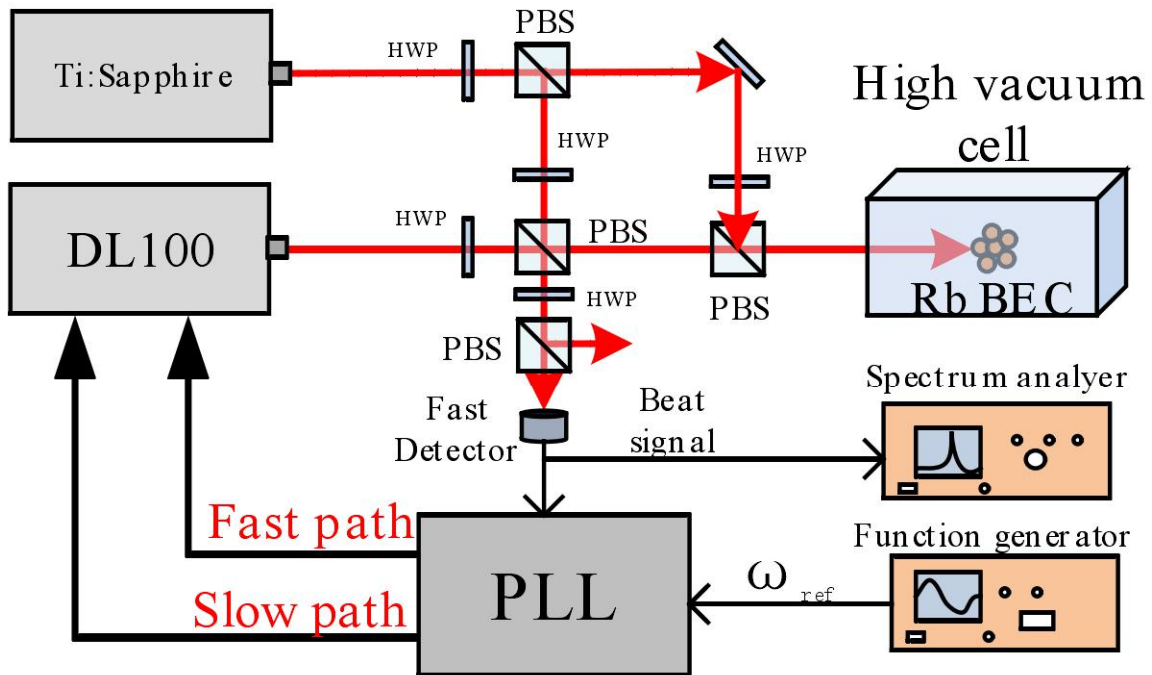 PBS
HWP
Ti:Sapphire
High vacuum
cell
HWP
HWP
HWP
DL100
PBS
HWP
PBS
Rb BEC
PBS
Spectrum analyer
Fast
Detector
Beat
signal
Fast path
Function generator
PLL
ω ref
Slow path